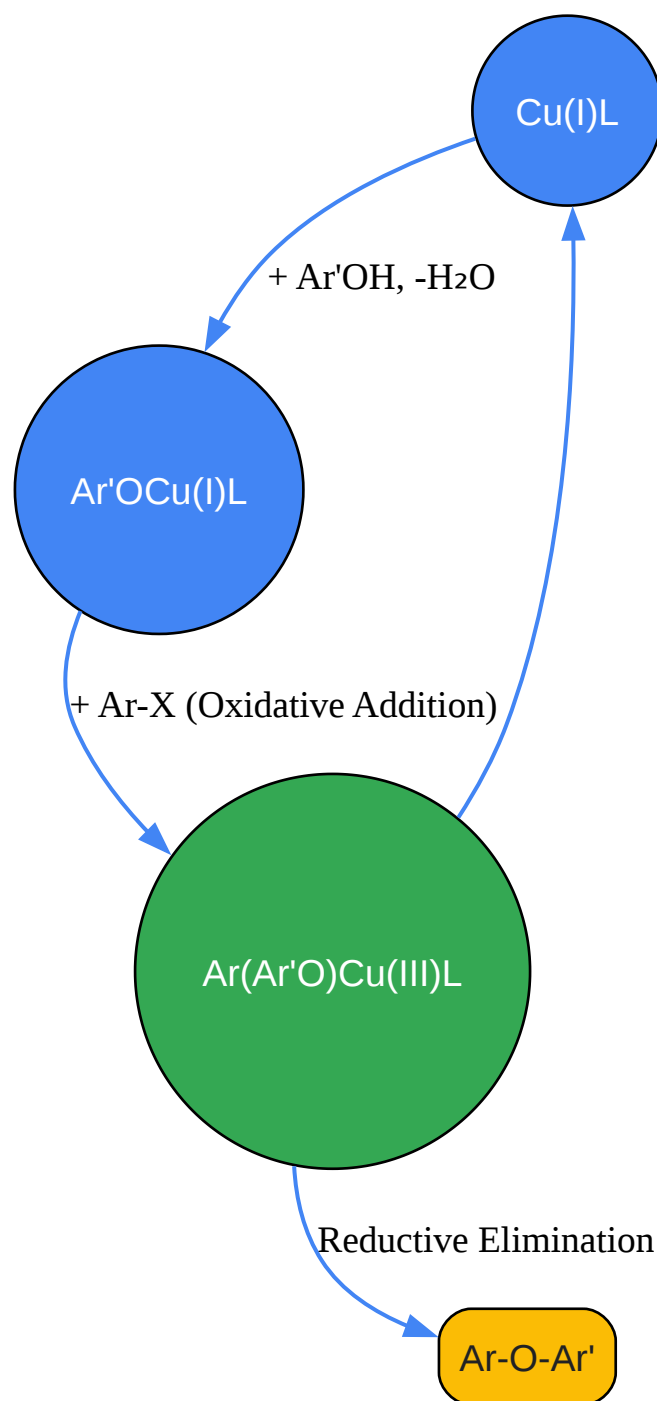 Cu(I)L
+ Ar'OH, -H₂O
Ar'OCu(I)L
+ Ar-X (Oxidative Addition)
Ar(Ar'O)Cu(III)L
Reductive Elimination
Ar-O-Ar'